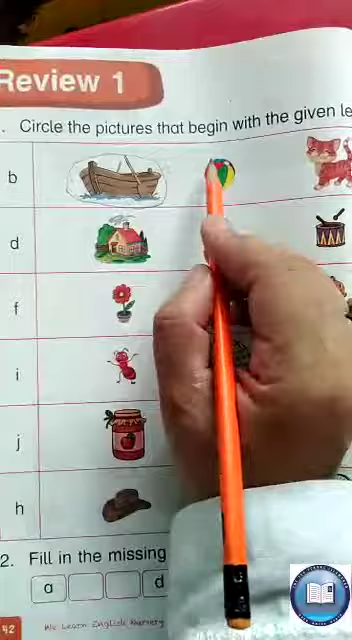 Review 1
. Circle the pictures that begin with the given le
b
d
f
i
j
h
2. Fill in the missing
a
d
42
We Learn English Nursery